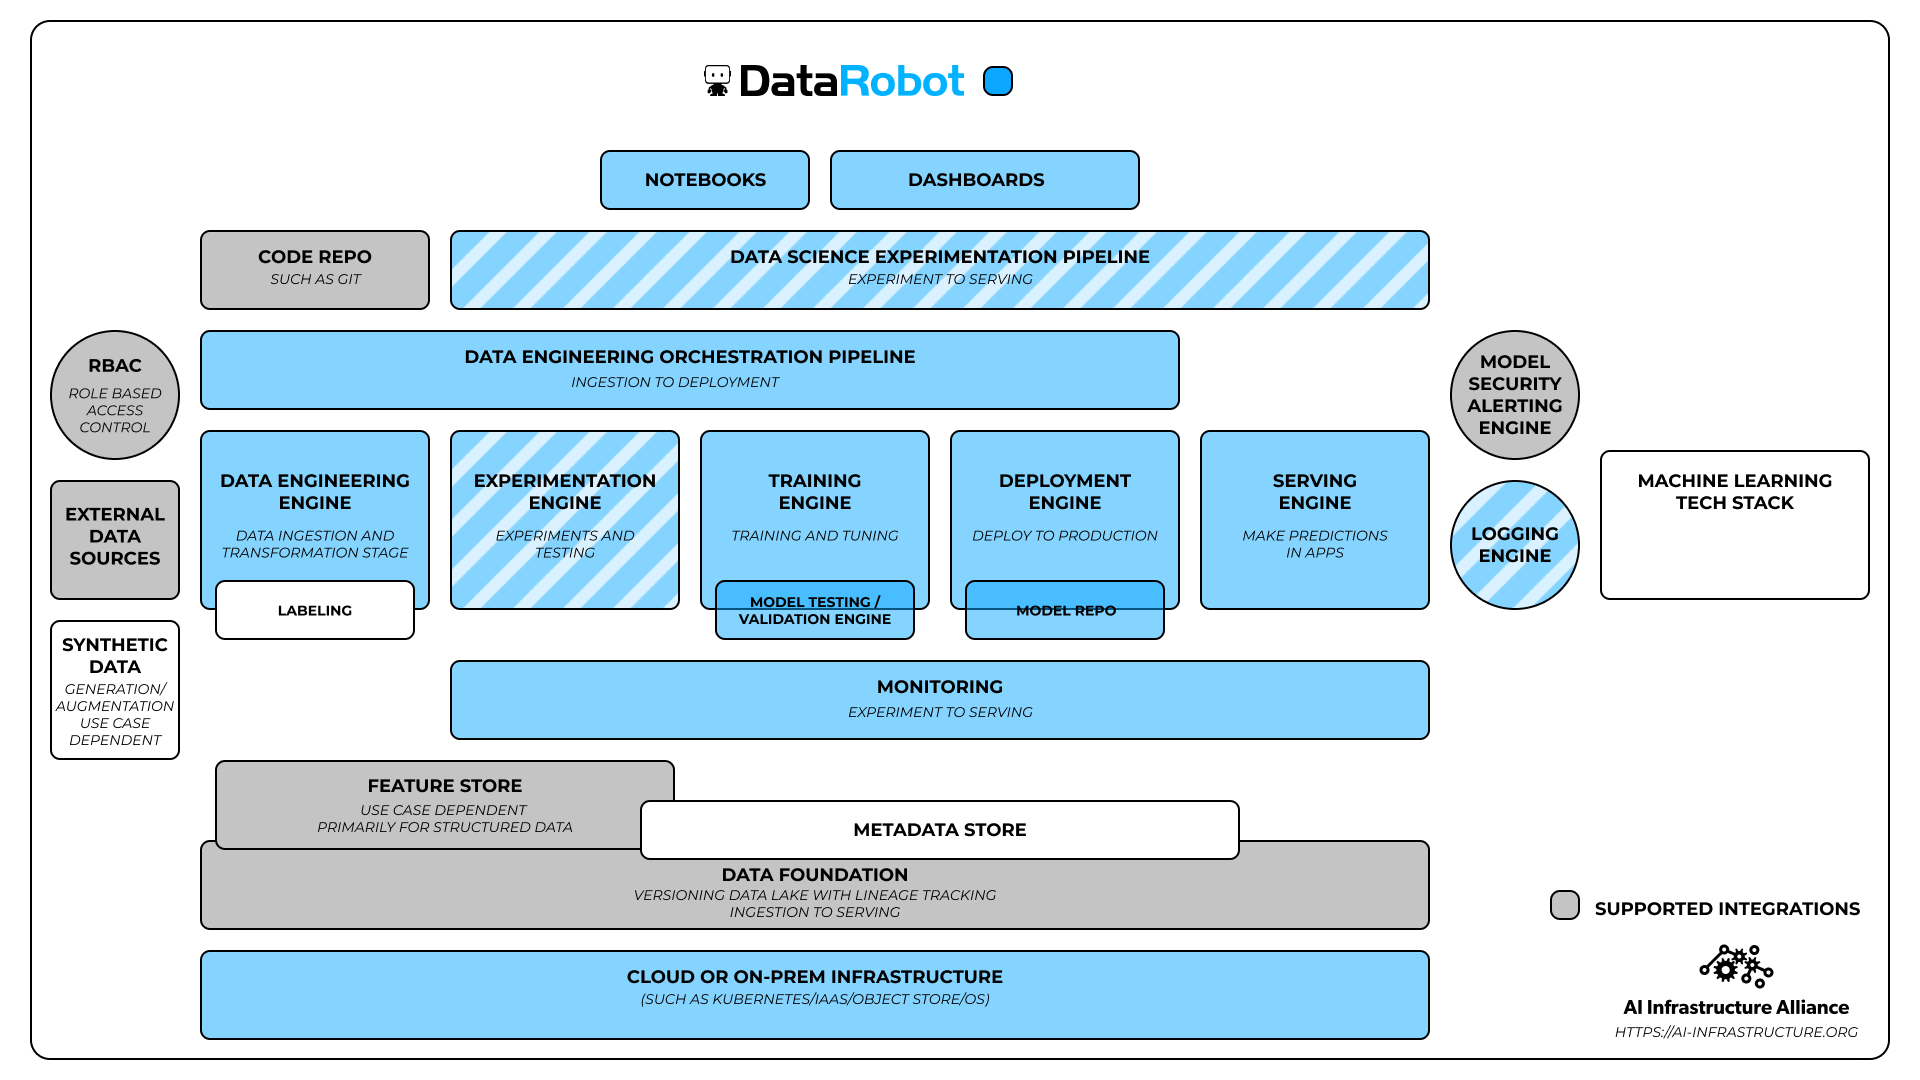 DataRobot
NOTEBOOKS
DASHBOARDS
CODE REPO
SUCH AS GIT
DATA SCIENCE EXPERIMENTATION PIPELINE
EXPERIMENT TO SERVING
RBAC
ROLE BASED
ACCESS
CONTROL
DATA ENGINEERING ORCHESTRATION PIPELINE
INGESTION TO DEPLOYMENT
MODEL
SECURITY
ALERTING
ENGINE
EXTERNAL
DATA
SOURCES
DATA ENGINEERING
ENGINE
DATA INGESTION AND
TRANSFORMATION STAGE
LABELING
EXPERIMENTATION
ENGINE
EXPERIMENTS AND
TESTING
TRAINING
ENGINE
TRAINING AND TUNING
MODEL TESTING /
VALIDATION ENGINE
DEPLOYMENT
ENGINE
DEPLOY TO PRODUCTION
MODEL REPO
SERVING
ENGINE
MAKE PREDICTIONS
IN APPS
LOGGING
ENGINE
MACHINE LEARNING
TECH STACK
SYNTHETIC
DATA
GENERATION/
AUGMENTATION
USE CASE
DEPENDENT
MONITORING
EXPERIMENT TO SERVING
FEATURE STORE
USE CASE DEPENDENT
PRIMARILY FOR STRUCTURED DATA
METADATA STORE
DATA FOUNDATION
VERSIONING DATA LAKE WITH LINEAGE TRACKING
INGESTION TO SERVING
CLOUD OR ON-PREM INFRASTRUCTURE
(SUCH AS KUBERNETES/IAAS/OBJECT STORE/OS)
SUPPORTED INTEGRATIONS
AI Infrastructure Alliance
HTTPS://AI-INFRASTRUCTURE.ORG